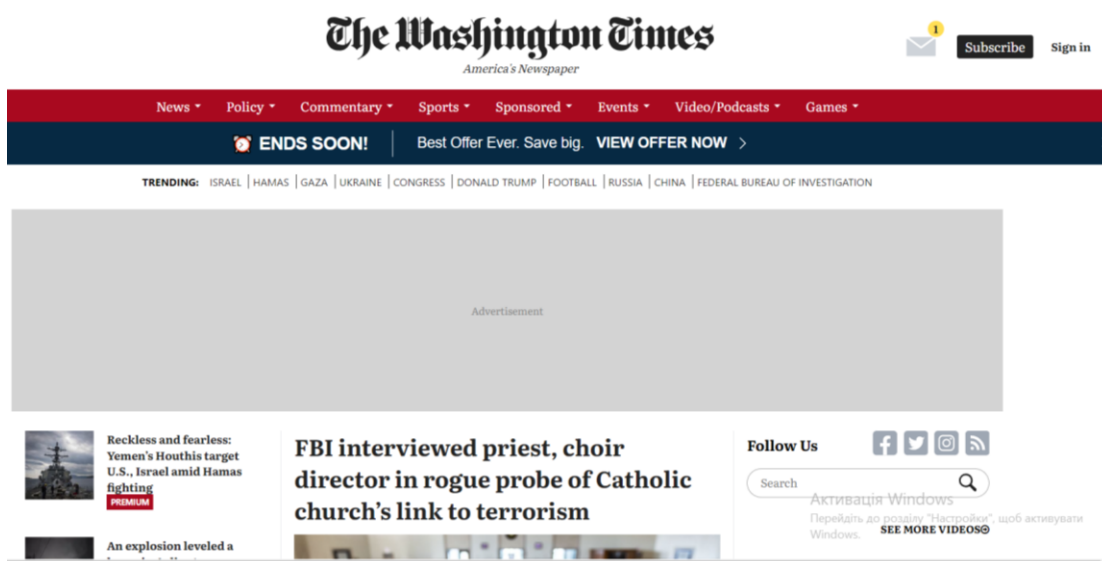 The Washington Times
America's Newspaper
1
Subscribe
Sign in
News
Policy
Commentary
Sports
Sponsored
Events
Video/Podcasts
Games
ENDS SOON!
Best Offer Ever. Save big. VIEW OFFER NOW
TRENDING: ISRAEL | HAMAS | GAZA | UKRAINE | CONGRESS | DONALD TRUMP | FOOTBALL | RUSSIA | CHINA | FEDERAL BUREAU OF INVESTIGATION
Advertisement
Reckless and fearless:
Yemen's Houthis target
U.S., Israel amid Hamas
fighting
PREMIUM
An explosion leveled a
FBI interviewed priest, choir
director in rogue probe of Catholic
church's link to terrorism
Follow Us
Search
Активація Windows
Перейдіть до розділу "Настройки", щоб активувати
Windows.
SEE MORE VIDEOS